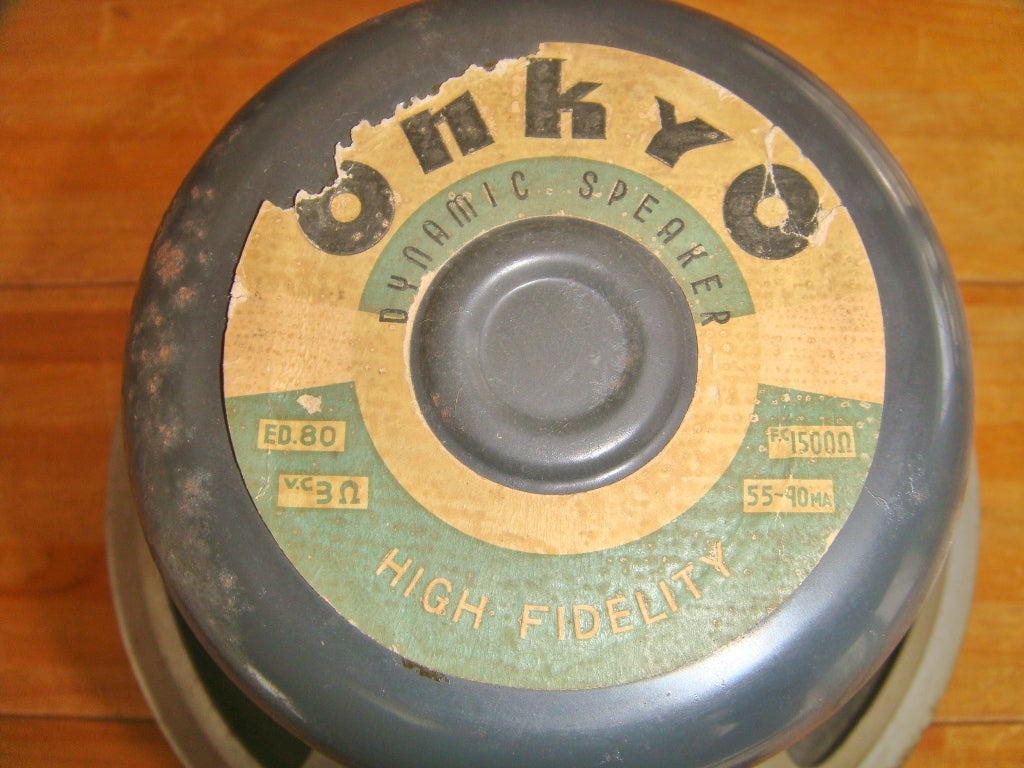 onkyo
DYNAMIC SPEAKER
ED.80
V.C 3Ω
F.C 1500Ω
55~90MA
HIGH FIDELITY